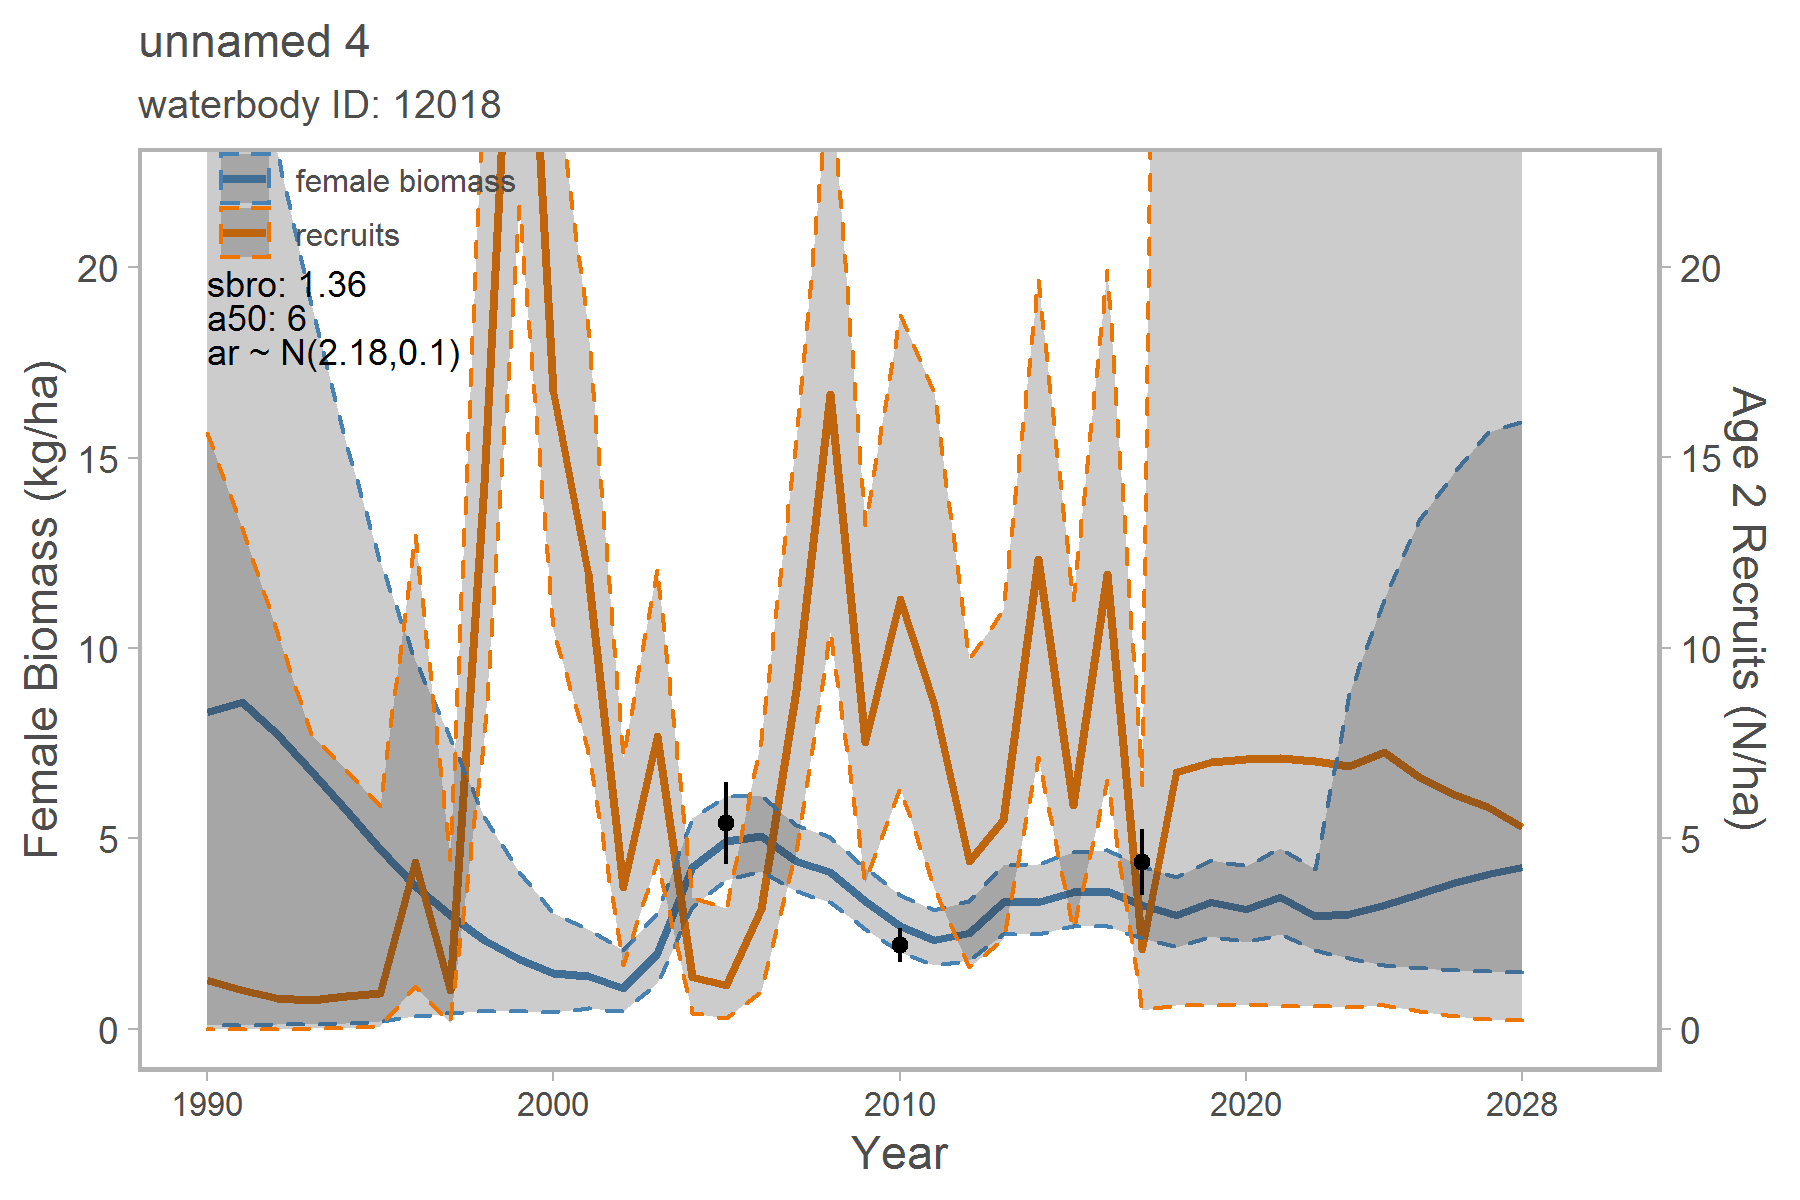 unnamed 4
waterbody ID: 12018
female biomass
recruits
sbro: 1.36
a50: 6
ar ~ N(2.18,0.1)
Female Biomass (kg/ha)
20
15
10
5
0
20
15
10
5
0
Age 2 Recruits (N/ha)
1990
2000
2010
2020
2028
Year